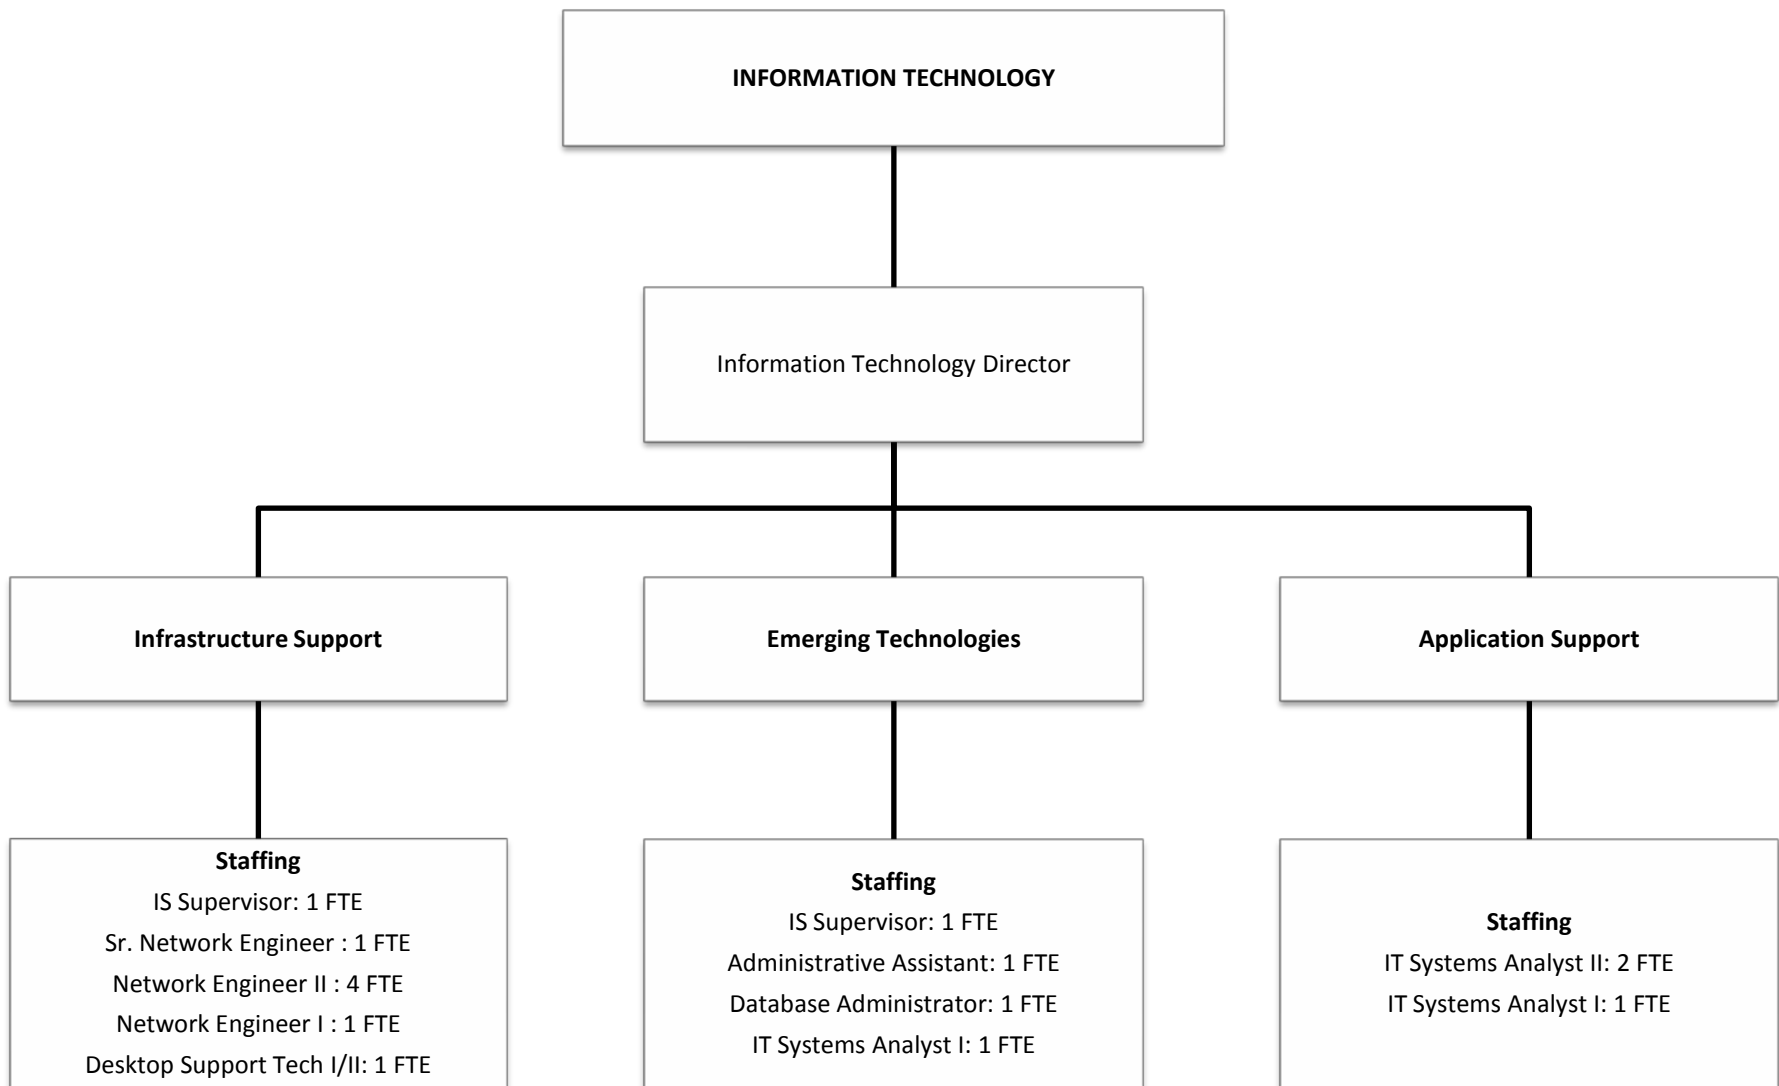 INFORMATION TECHNOLOGY
Information Technology Director
Infrastructure Support
Emerging Technologies
Application Support
Staffing
IS Supervisor: 1 FTE
Sr. Network Engineer : 1 FTE
Network Engineer II : 4 FTE
Network Engineer I : 1 FTE
Desktop Support Tech I/II: 1 FTE
Staffing
IS Supervisor: 1 FTE
Administrative Assistant: 1 FTE
Database Administrator: 1 FTE
IT Systems Analyst I: 1 FTE
Staffing
IT Systems Analyst II: 2 FTE
IT Systems Analyst I: 1 FTE